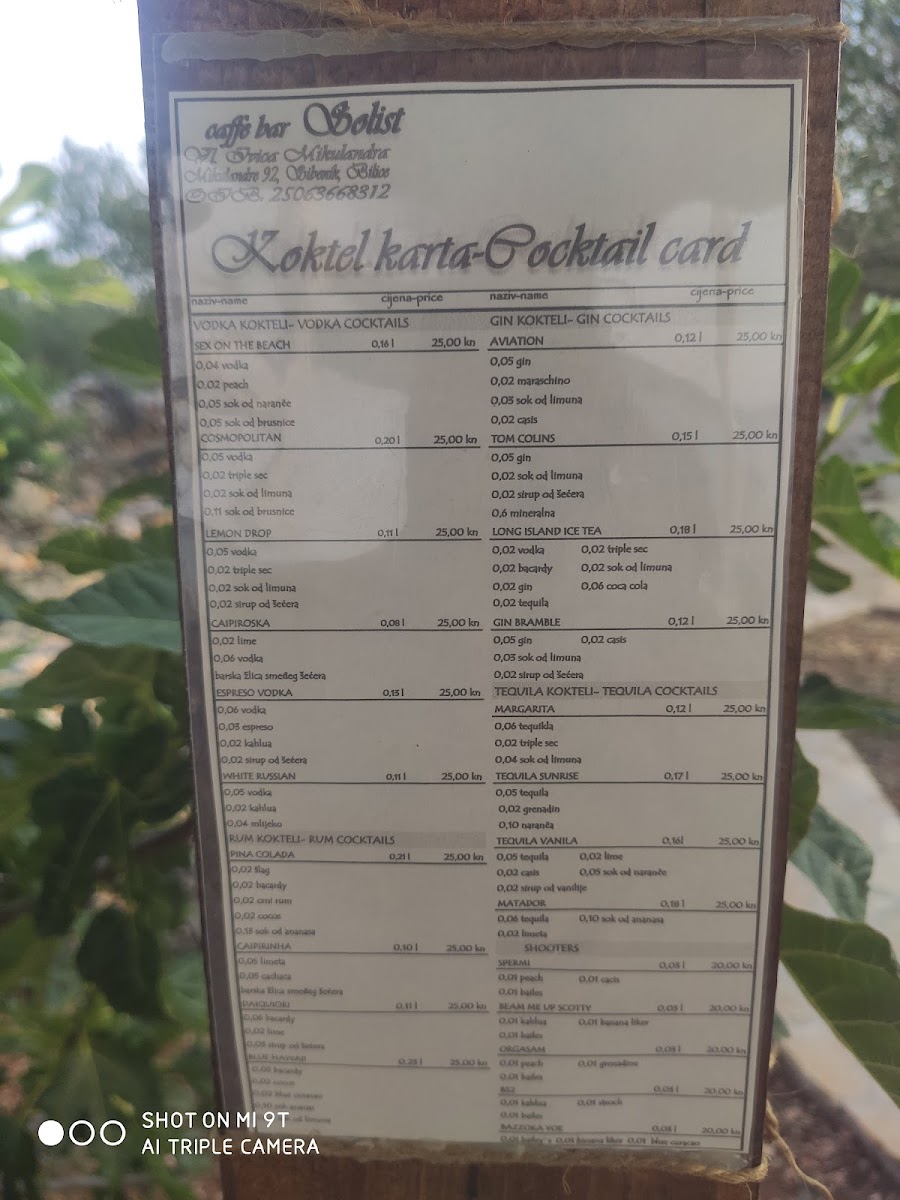 caffe bar Solist
Vl. Ivica Mikulandra
Mikulandre 92, Šibenik, Bilice
OIB. 25063668312
Koktel karta-Cocktail card
naziv-name cijena-price
VODKA KOKTELI- VODKA COCKTAILS
SEX ON THE BEACH 0,16 l 25,00 kn
0,04 vodka
0,02 peach
0,05 sok od naranče
0,05 sok od brusnice
COSMOPOLITAN 0,20 l 25,00 kn
0,05 vodka
0,02 triple sec
0,02 sok od limuna
0,11 sok od brusnice
LEMON DROP 0,11 l 25,00 kn
0,05 vodka
0,02 triple sec
0,02 sok od limuna
0,02 sirup od šećera
CAIPIROSKA 0,08 l 25,00 kn
0,02 lime
0,06 vodka
barska žlica smeđeg šećera
ESPRESO VODKA 0,13 l 25,00 kn
0,06 vodka
0,03 espreso
0,02 kahlua
0,02 sirup od šećera
WHITE RUSSIAN 0,11 l 25,00 kn
0,05 vodka
0,02 kahlua
0,04 mlijeko
RUM KOKTELI- RUM COCKTAILS
PINA COLADA 0,21 l 25,00 kn
0,02 šlag
0,02 bacardy
0,02 crni rum
0,02 cocos
0,15 sok od ananasa
CAIPIRINHA 0,10 l 25,00 kn
0,05 limeta
0,05 cachaca
barska žlica smeđeg šećera
0,11 l 25,00 kn
0,06 bacardy
0,02 lime
0,03 sirup od šećera
BLUE HAWAII 0,25 l 25,00 kn
bacardy
cocos
0,02 blue curacao
0,10 sok ananas
naziv-name cijena-price
GIN KOKTELI- GIN COCKTAILS
AVIATION 0,12 l 25,00 kn
0,05 gin
0,02 maraschino
0,03 sok od limuna
0,02 casis
TOM COLINS 0,15 l 25,00 kn
0,05 gin
0,02 sok od limuna
0,02 sirup od šećera
0,6 mineralna
LONG ISLAND ICE TEA 0,18 l 25,00 kn
0,02 vodka 0,02 triple sec
0,02 bacardy 0,02 sok od limuna
0,02 gin 0,06 coca cola
0,02 tequila
GIN BRAMBLE 0,12 l 25,00 kn
0,05 gin 0,02 casis
0,03 sok od limuna
0,02 sirup od šećera
TEQUILA KOKTELI- TEQUILA COCKTAILS
MARGARITA 0,12 l 25,00 kn
0,06 tequikla
0,02 triple sec
0,04 sok od limuna
TEQUILA SUNRISE 0,17 l 25,00 kn
0,05 tequila
0,02 grenadin
0,10 naranča
TEQUILA VANILA 0,16l 25,00 kn
0,05 tequila 0,02 lime
0,02 casis 0,05 sok od naranče
0,02 sirup od vanilije
MATADOR 0,18 l 25,00 kn
0,06 tequila 0,10 sok od ananasa
0,02 limeta
SHOOTERS
SPERMI 0,03 l 20,00 kn
0,01 peach 0,01 cacis
0,01 bailes
BEAM ME UP SCOTTY 0,03 l 20,00 kn
0,01 kahlua 0,01 banana liker
0,01 bailes
ORGASAM 0,03 l 20,00 kn
0,01 peach 0,01 grenadine
0,01 bailes
B52 0,03 l 20,00 kn
0,01 kahlua 0,01
0,01 bailes
BAZZOKA VOE 0,03 l 20,00 kn
0,01 bailey's 0,01 banana liker 0,01 blue curacao
SHOT ON MI 9T
AI TRIPLE CAMERA